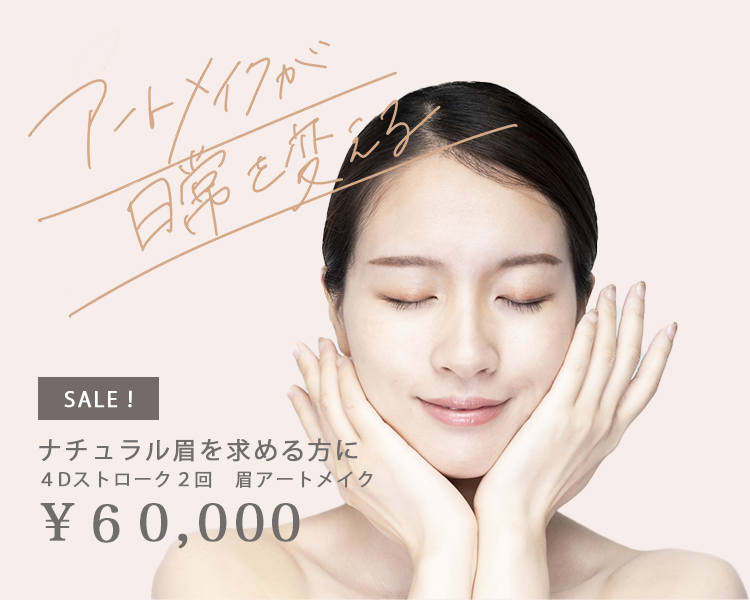 アートメイクが
日常を変える
SALE！
ナチュラル眉を求める方に
４Dストローク２回　眉アートメイク
￥６０,０００